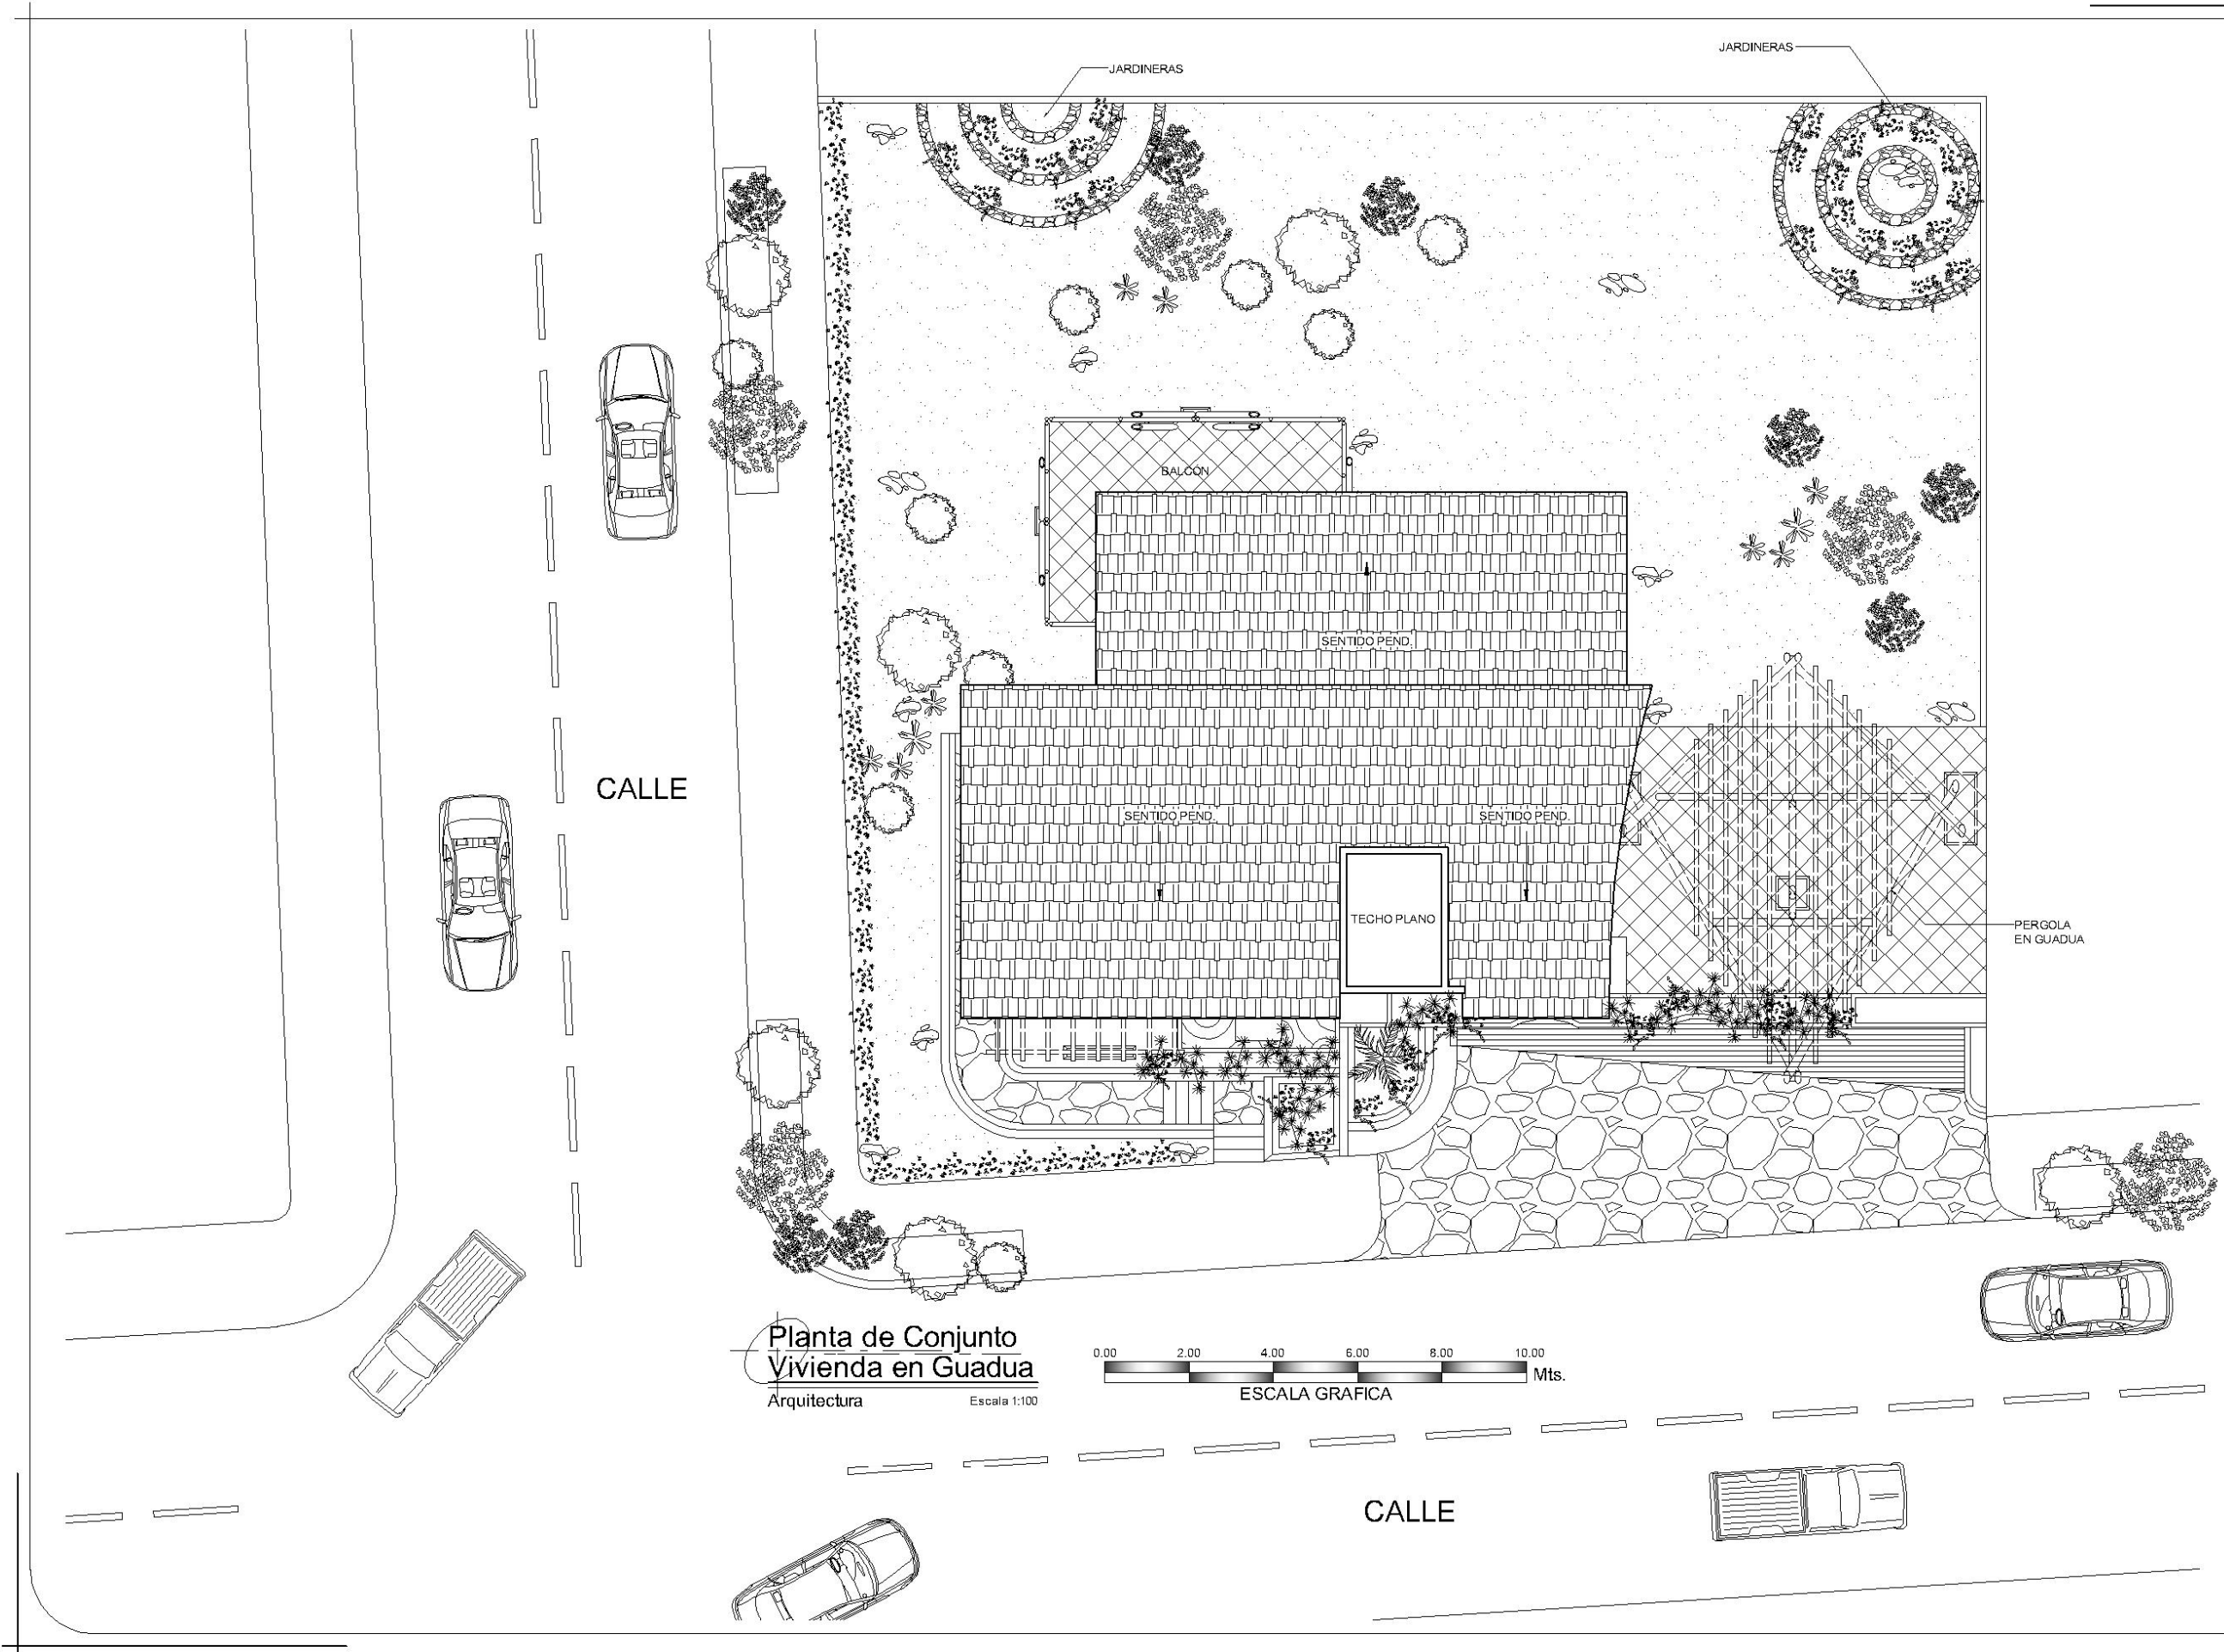 JARDINERAS
JARDINERAS
BALCÓN
SENTIDO PEND.
CALLE
SENTIDO PEND.
SENTIDO PEND.
TECHO PLANO
PERGOLA
EN GUADUA
Planta de Conjunto
Vivienda en Guadua
Arquitectura
Escala 1:100
0.00 2.00 4.00 6.00 8.00 10.00
Mts.
ESCALA GRAFICA
CALLE